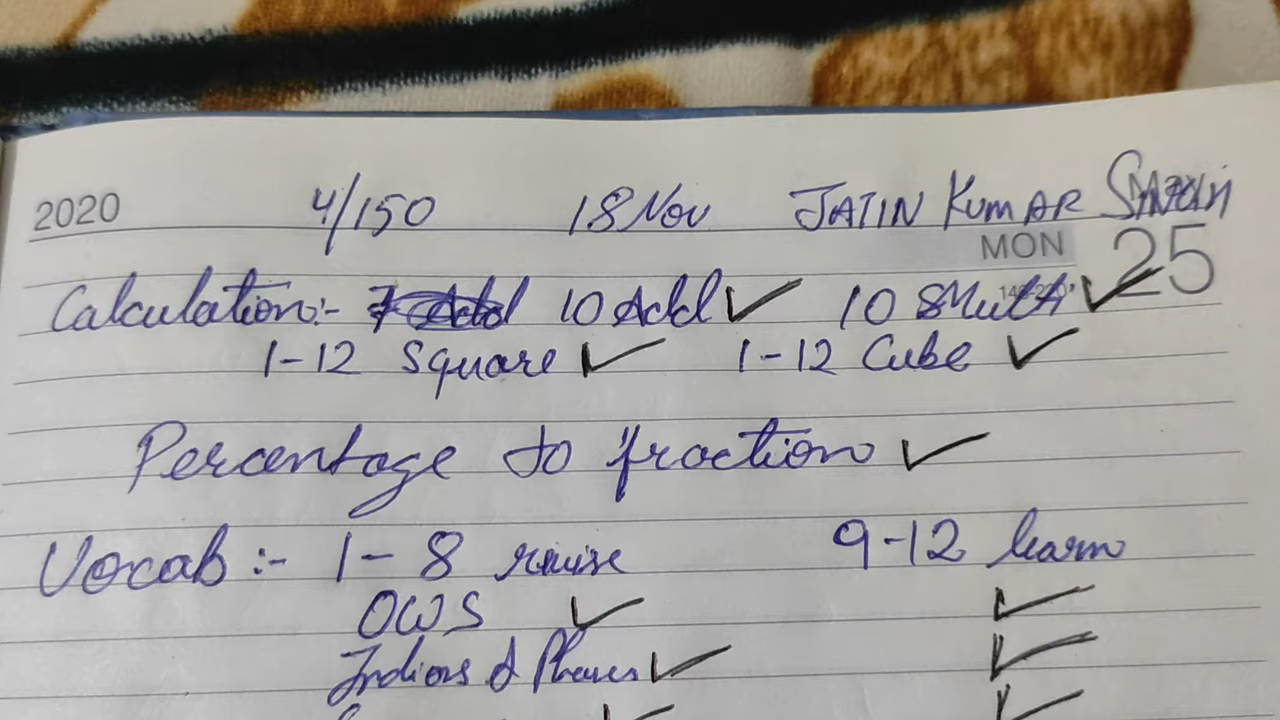 2020 4/150 18 Nov JATIN KUMAR
MON 25
Calculation:- 10 Add ✓ 10 Mult ✓
1-12 Square ✓ 1-12 Cube ✓
Percentage to fraction ✓
Vocab :- 1-8 revise 9-12 learn
OWS ✓ ✓
Idioms & Phrases ✓ ✓
✓ ✓